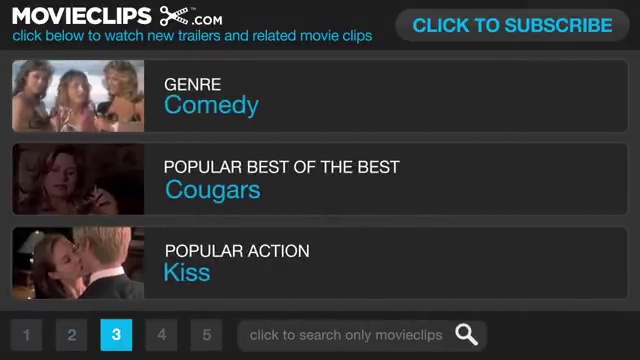 MOVIECLIPS™.COM
click below to watch new trailers and related movie clips
CLICK TO SUBSCRIBE
GENRE
Comedy
POPULAR BEST OF THE BEST
Cougars
POPULAR ACTION
Kiss
1 2 3 4 5 click to search only movieclips